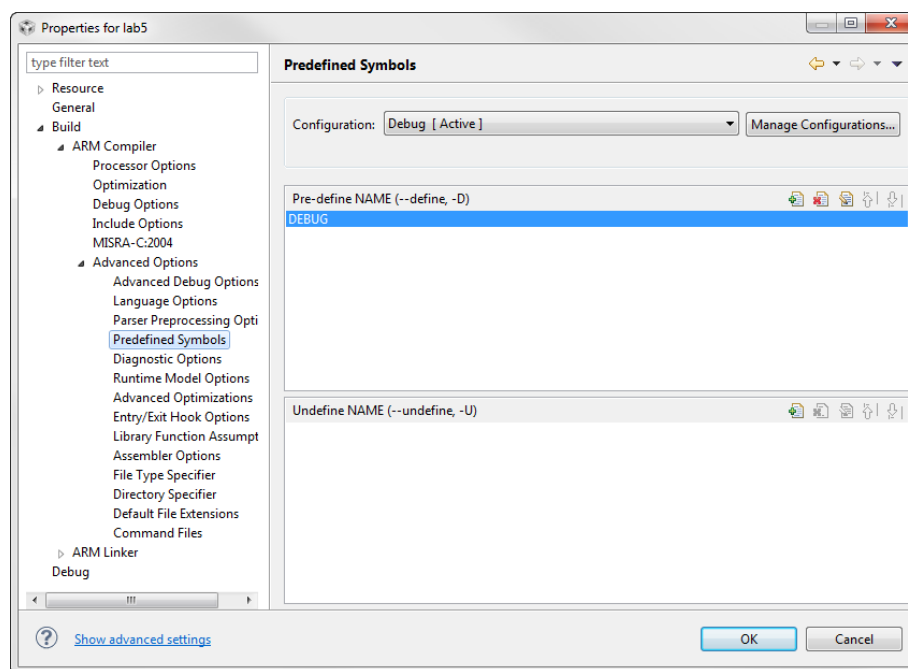 Properties for lab5
type filter text
Resource
General
Build
ARM Compiler
Processor Options
Optimization
Debug Options
Include Options
MISRA-C:2004
Advanced Options
Advanced Debug Options
Language Options
Parser Preprocessing Opti
Predefined Symbols
Diagnostic Options
Runtime Model Options
Advanced Optimizations
Entry/Exit Hook Options
Library Function Assumpt
Assembler Options
File Type Specifier
Directory Specifier
Default File Extensions
Command Files
ARM Linker
Debug
Predefined Symbols
Configuration: Debug [ Active ] Manage Configurations...
Pre-define NAME (--define, -D)
DEBUG
Undefine NAME (--undefine, -U)
Show advanced settings
OK Cancel